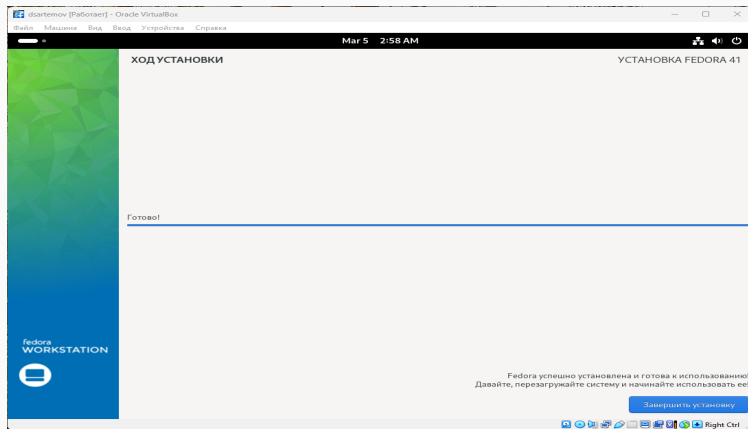 dsartemov [Работает] - Oracle VirtualBox
Файл Машина Вид Ввод Устройства Справка
Mar 5 2:58 AM
ХОД УСТАНОВКИ
УСТАНОВКА FEDORA 41
Готово!
fedora
WORKSTATION
Fedora успешно установлена и готова к использованию!
Давайте, перезагружайте систему и начинайте использовать её!
Завершить установку
Right Ctrl